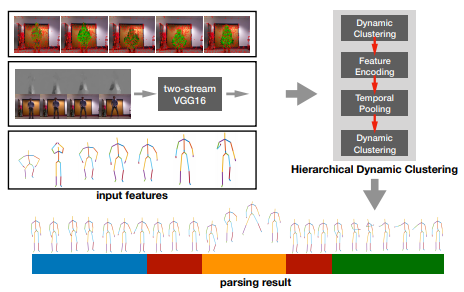 two-stream
VGG16
input features
Dynamic
Clustering
Feature
Encoding
Temporal
Pooling
Dynamic
Clustering
Hierarchical Dynamic Clustering
parsing result